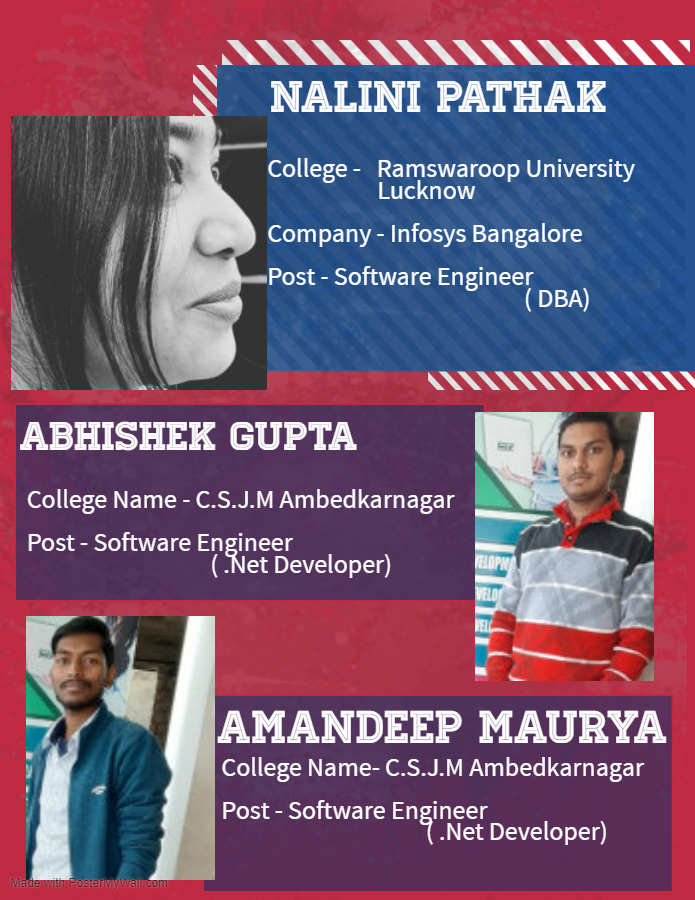 NALINI PATHAK
College - Ramswaroop University
Lucknow
Company - Infosys Bangalore
Post - Software Engineer
( DBA)
ABHISHEK GUPTA
College Name - C.S.J.M Ambedkarnagar
Post - Software Engineer
( .Net Developer)
AMANDEEP MAURYA
College Name- C.S.J.M Ambedkarnagar
Post - Software Engineer
( .Net Developer)
Made with PosterMyWall.com